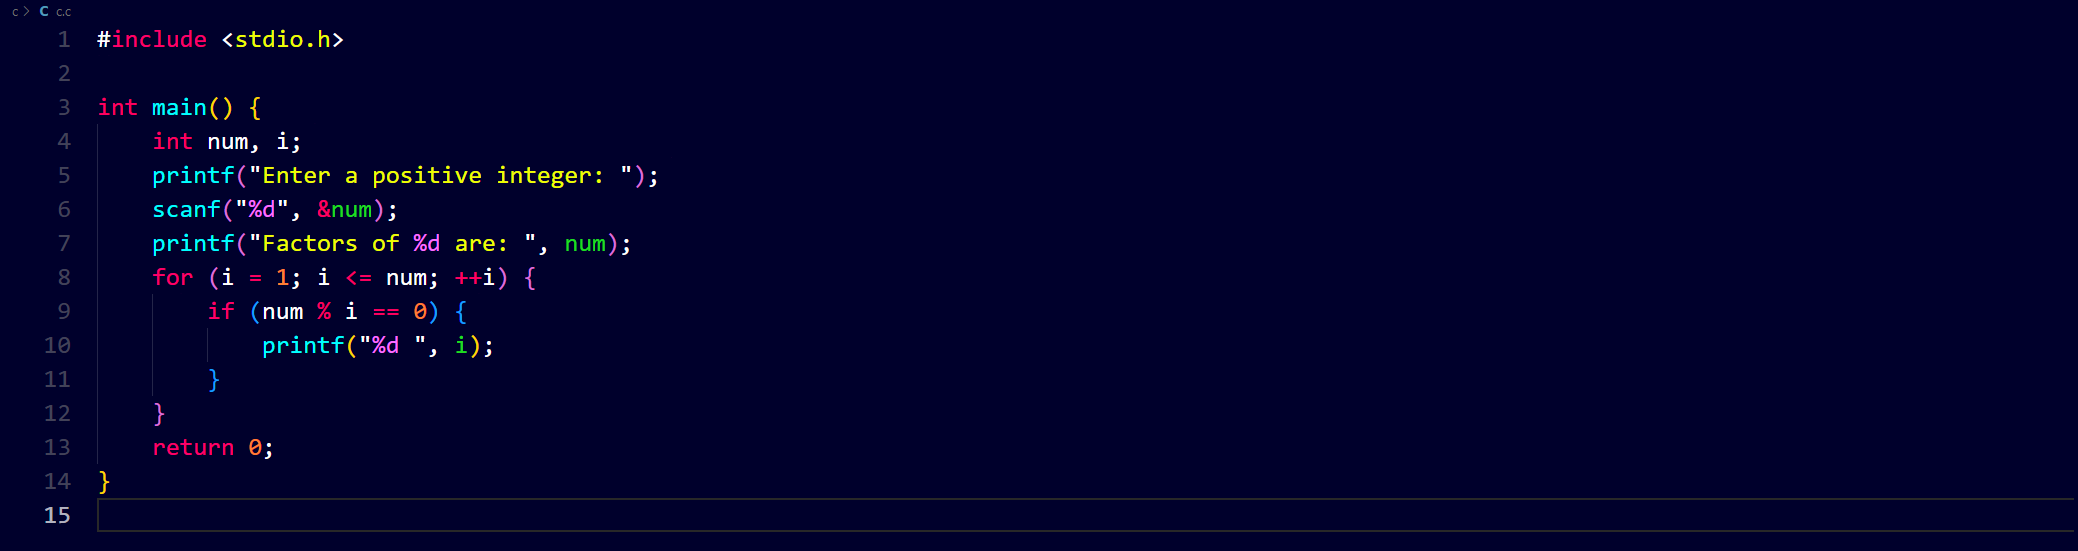 c > C c.c
1 #include <stdio.h>
2
3 int main() {
4     int num, i;
5     printf("Enter a positive integer: ");
6     scanf("%d", &num);
7     printf("Factors of %d are: ", num);
8     for (i = 1; i <= num; ++i) {
9         if (num % i == 0) {
10             printf("%d ", i);
11         }
12     }
13     return 0;
14 }
15